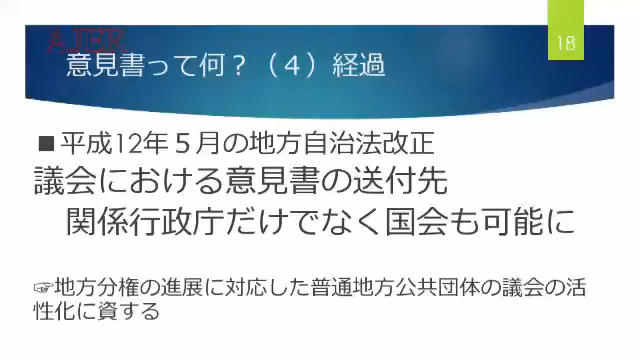 AJER
18
意見書って何？（４）経過
■平成12年５月の地方自治法改正
議会における意見書の送付先
関係行政庁だけでなく国会も可能に
☞地方分権の進展に対応した普通地方公共団体の議会の活
性化に資する